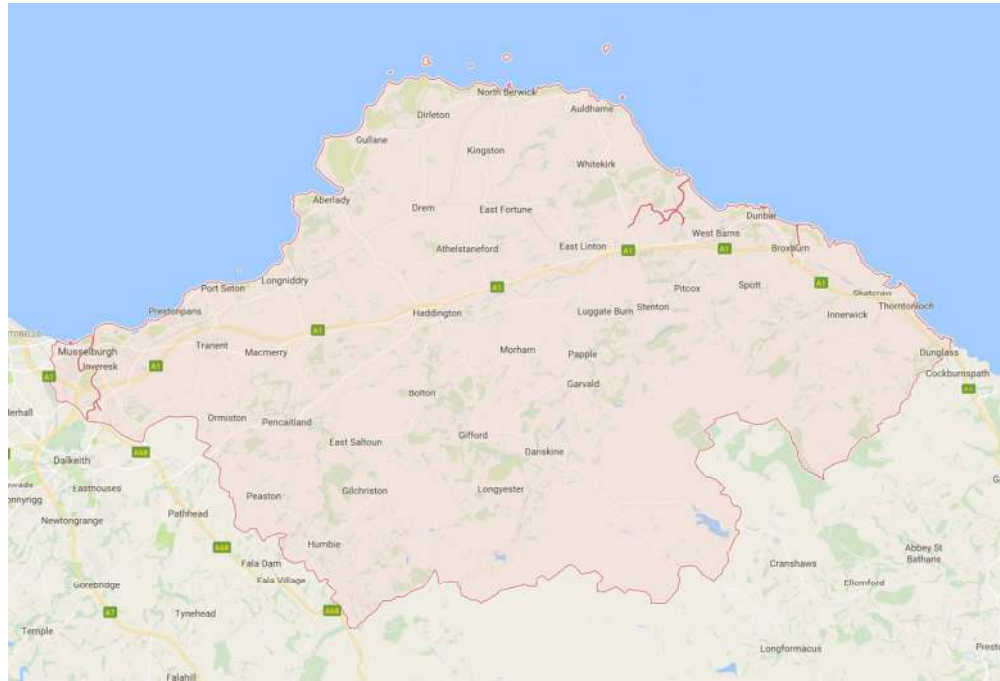 North Berwick
Auldhame
Dirleton
Gullane
Kingston
Whitekirk
Aberlady
Drem
East Fortune
Dunbar
West Barns
Athelstaneford
East Linton
A1
A1
Broxburn
Longniddry
Port Seton
A1
Pitcox
Spott
A1
Skateraw
Thorntonloch
Prestonpans
Haddington
Luggate Burn
Stenton
Innerwick
A1
Tranent
Macmerry
Musselburgh
Inveresk
A1
Morham
Papple
Dunglass
Cockburnspath
A1
Garvald
Bolton
Ormiston
Pencaitland
East Saltoun
Gifford
Danskine
A68
Dalkeith
Easthouses
Peaston
Gilchriston
Longyester
Pathhead
Newtongrange
Humbie
A68
Fala Dam
Fala Village
Cranshaws
Abbey St
Bathans
Ellemford
Gorebridge
A7
Tynehead
A68
Temple
Longformacus
Falahill